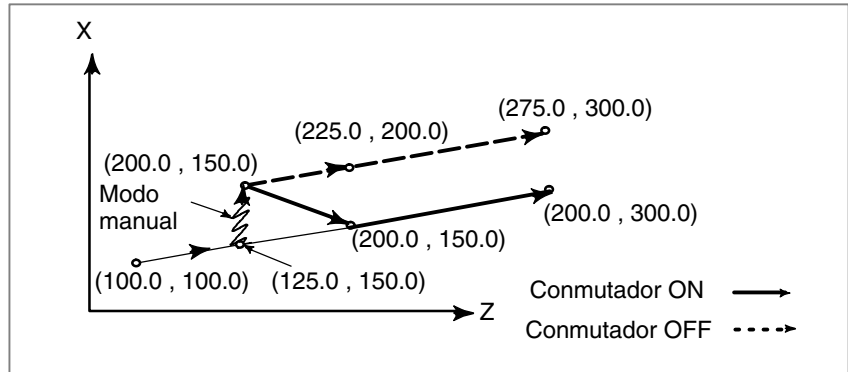 X
(275.0 , 300.0)
(225.0 , 200.0)
(200.0 , 150.0)
Modo
manual
(200.0 , 300.0)
(200.0 , 150.0)
(100.0 , 100.0)
(125.0 , 150.0)
Conmutador ON
Z
Conmutador OFF